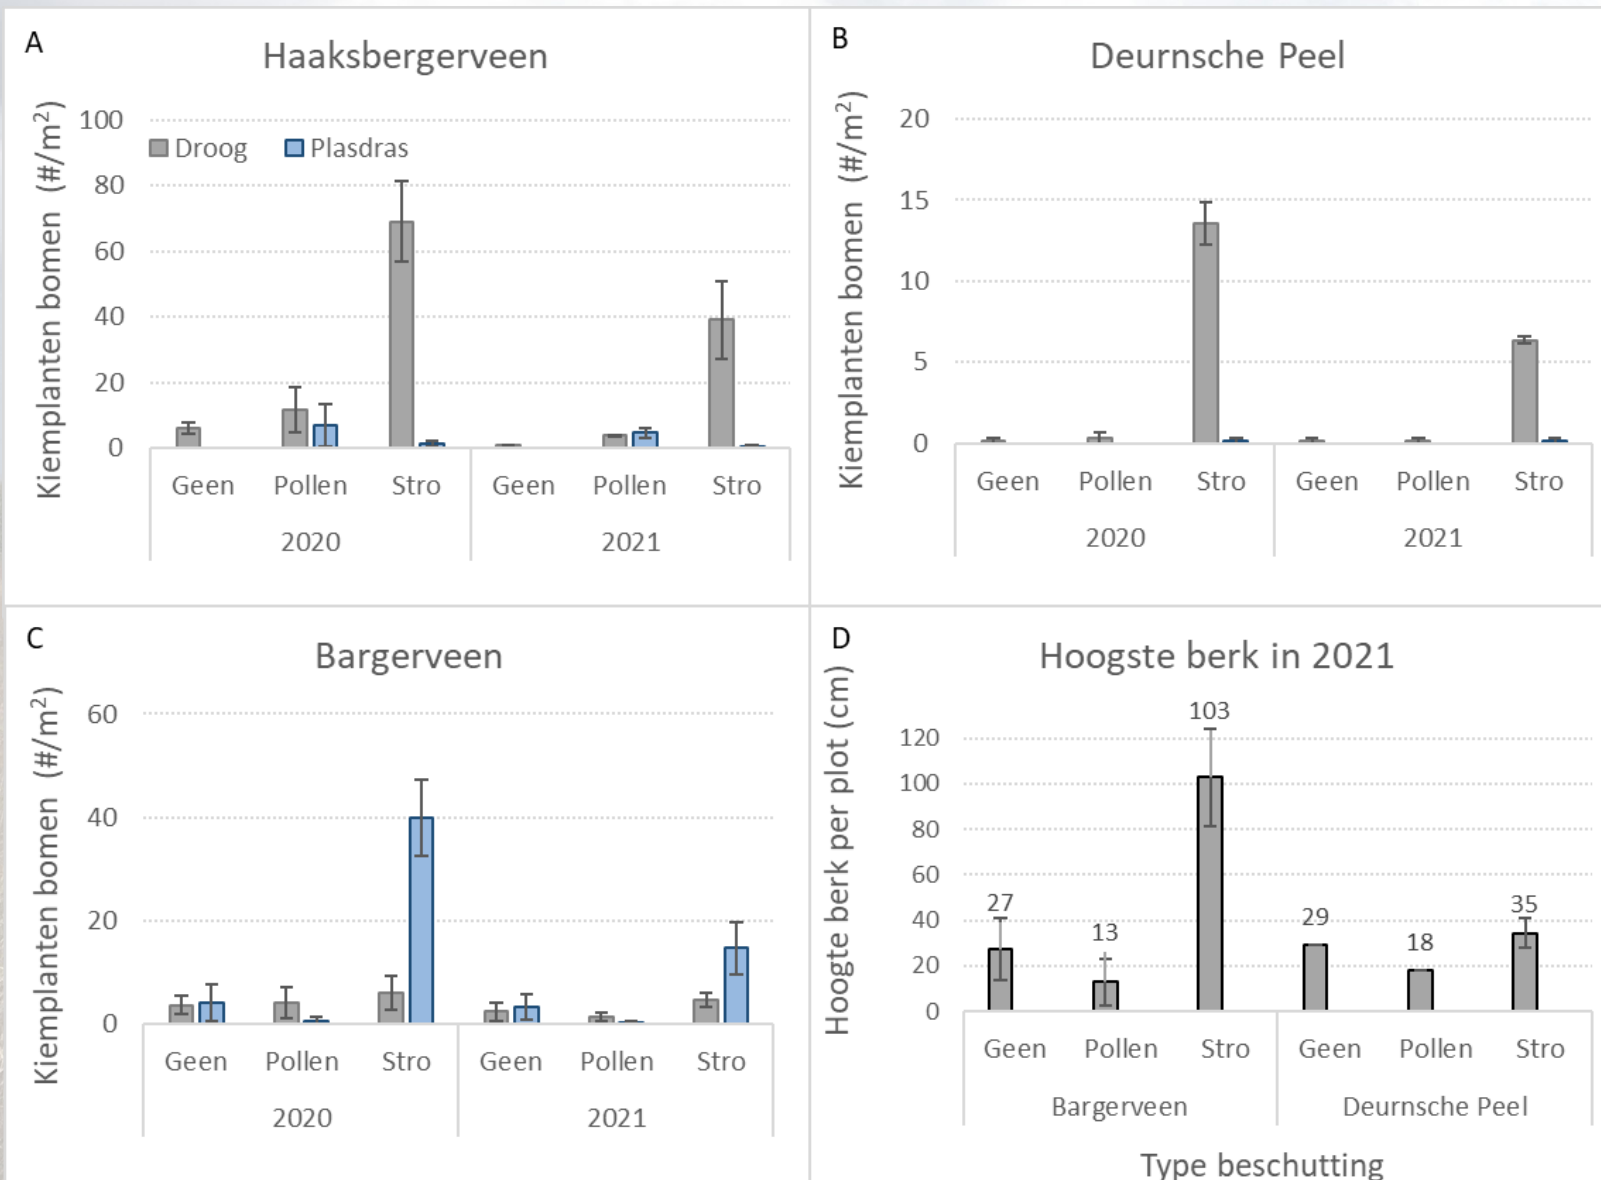 A
Haaksbergerveen
Kiemplanten bomen (#/m²)
100
80
60
40
20
0
Droog Plasdras
Geen Pollen Stro Geen Pollen Stro
2020 2021
B
Deurnsche Peel
Kiemplanten bomen (#/m²)
20
15
10
5
0
Geen Pollen Stro Geen Pollen Stro
2020 2021
C
Bargerveen
Kiemplanten bomen (#/m²)
60
40
20
0
Geen Pollen Stro Geen Pollen Stro
2020 2021
D
Hoogste berk in 2021
Hoogte berk per plot (cm)
120
100
80
60
40
20
0
27 13 103 29 18 35
Geen Pollen Stro Geen Pollen Stro
Bargerveen Deurnsche Peel
Type beschutting